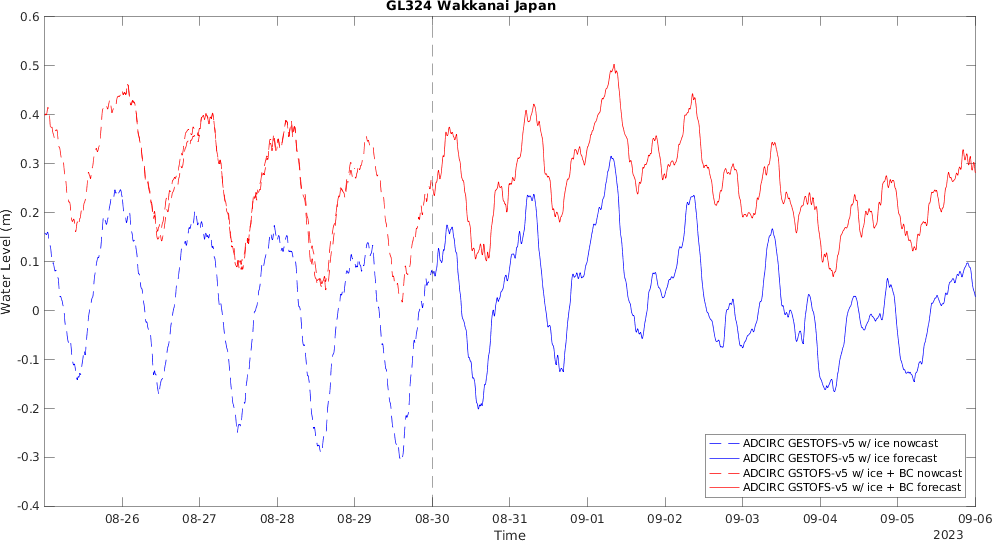 GL324 Wakkanai Japan
0.6
0.5
0.4
0.3
0.2
0.1
0
-0.1
-0.2
-0.3
-0.4
Water Level (m)
ADCIRC GESTOFS-v5 w/ ice nowcast
ADCIRC GESTOFS-v5 w/ ice forecast
ADCIRC GSTOFS-v5 w/ ice + BC nowcast
ADCIRC GSTOFS-v5 w/ ice + BC forecast
08-26 08-27 08-28 08-29 08-30 08-31 09-01 09-02 09-03 09-04 09-05 09-06
Time
2023